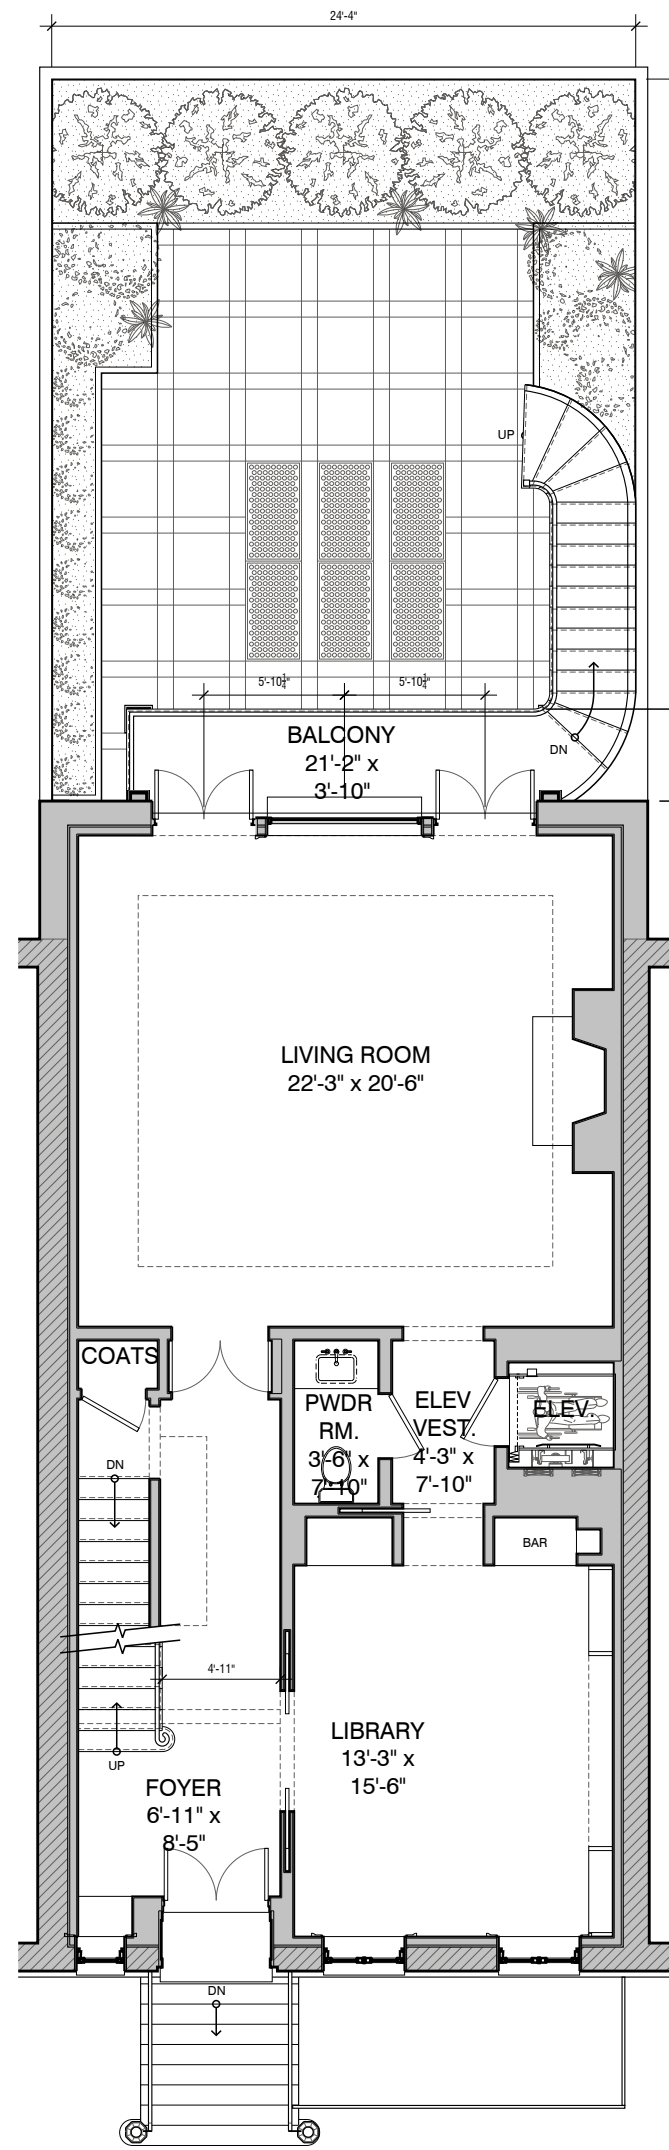 24'-4"
UP
5'-10¼"
5'-10¼"
BALCONY
21'-2" x
3'-10"
DN
LIVING ROOM
22'-3" x 20'-6"
COATS
PWDR
RM.
3'-6" x
7'-10"
ELEV
VEST.
4'-3" x
7'-10"
ELEV
DN
BAR
4'-11"
LIBRARY
13'-3" x
15'-6"
UP
FOYER
6'-11" x
8'-5"
DN